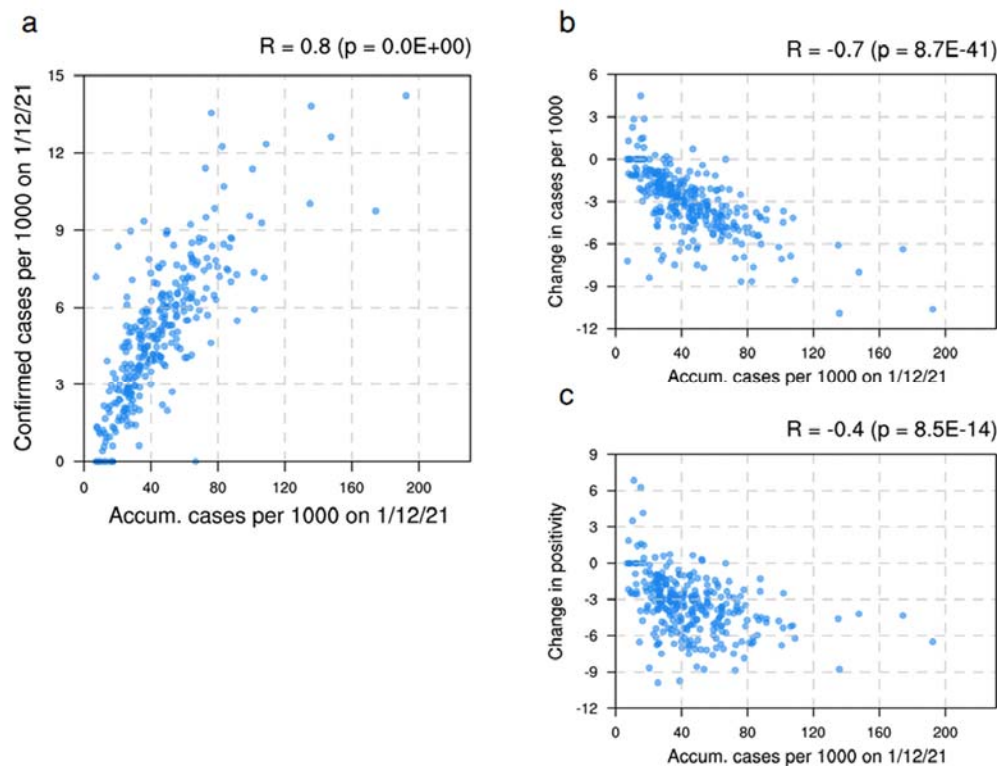 a
R = 0.8 (p = 0.0E+00)
15
12
9
6
3
0
0 40 80 120 160 200
Confirmed cases per 1000 on 1/12/21
Accum. cases per 1000 on 1/12/21
b
R = -0.7 (p = 8.7E-41)
6
3
0
-3
-6
-9
-12
0 40 80 120 160 200
Change in cases per 1000
Accum. cases per 1000 on 1/12/21
c
R = -0.4 (p = 8.5E-14)
9
6
3
0
-3
-6
-9
-12
0 40 80 120 160 200
Change in positivity
Accum. cases per 1000 on 1/12/21